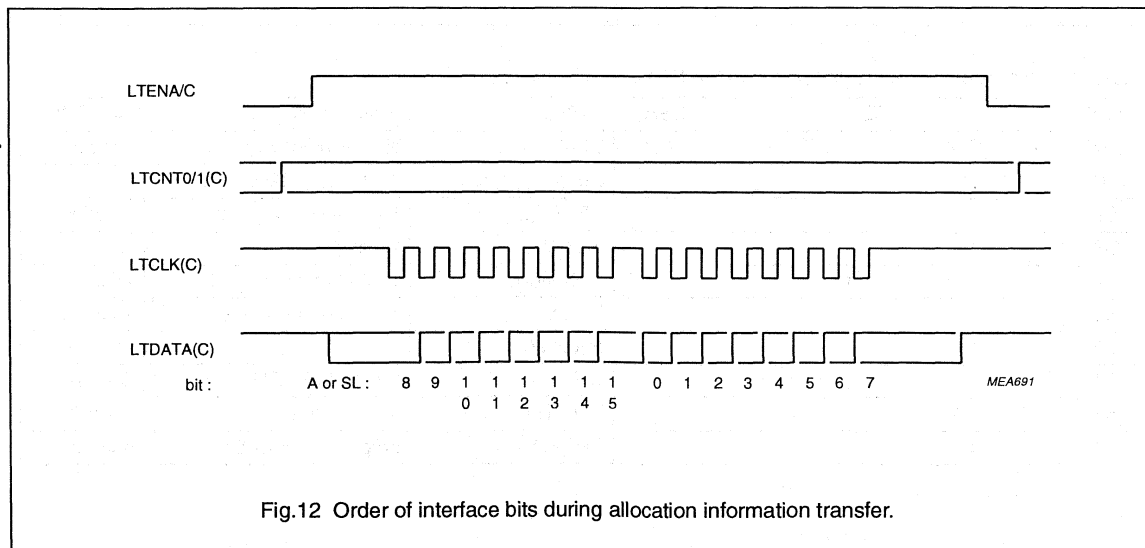 LTENA/C
LTCNT0/1(C)
LTCLK(C)
LTDATA(C)
bit : A or SL : 8 9 1 1 1 1 1 1 0 1 2 3 4 5 6 7 MEA691
0 1 2 3 4 5
Fig.12 Order of interface bits during allocation information transfer.